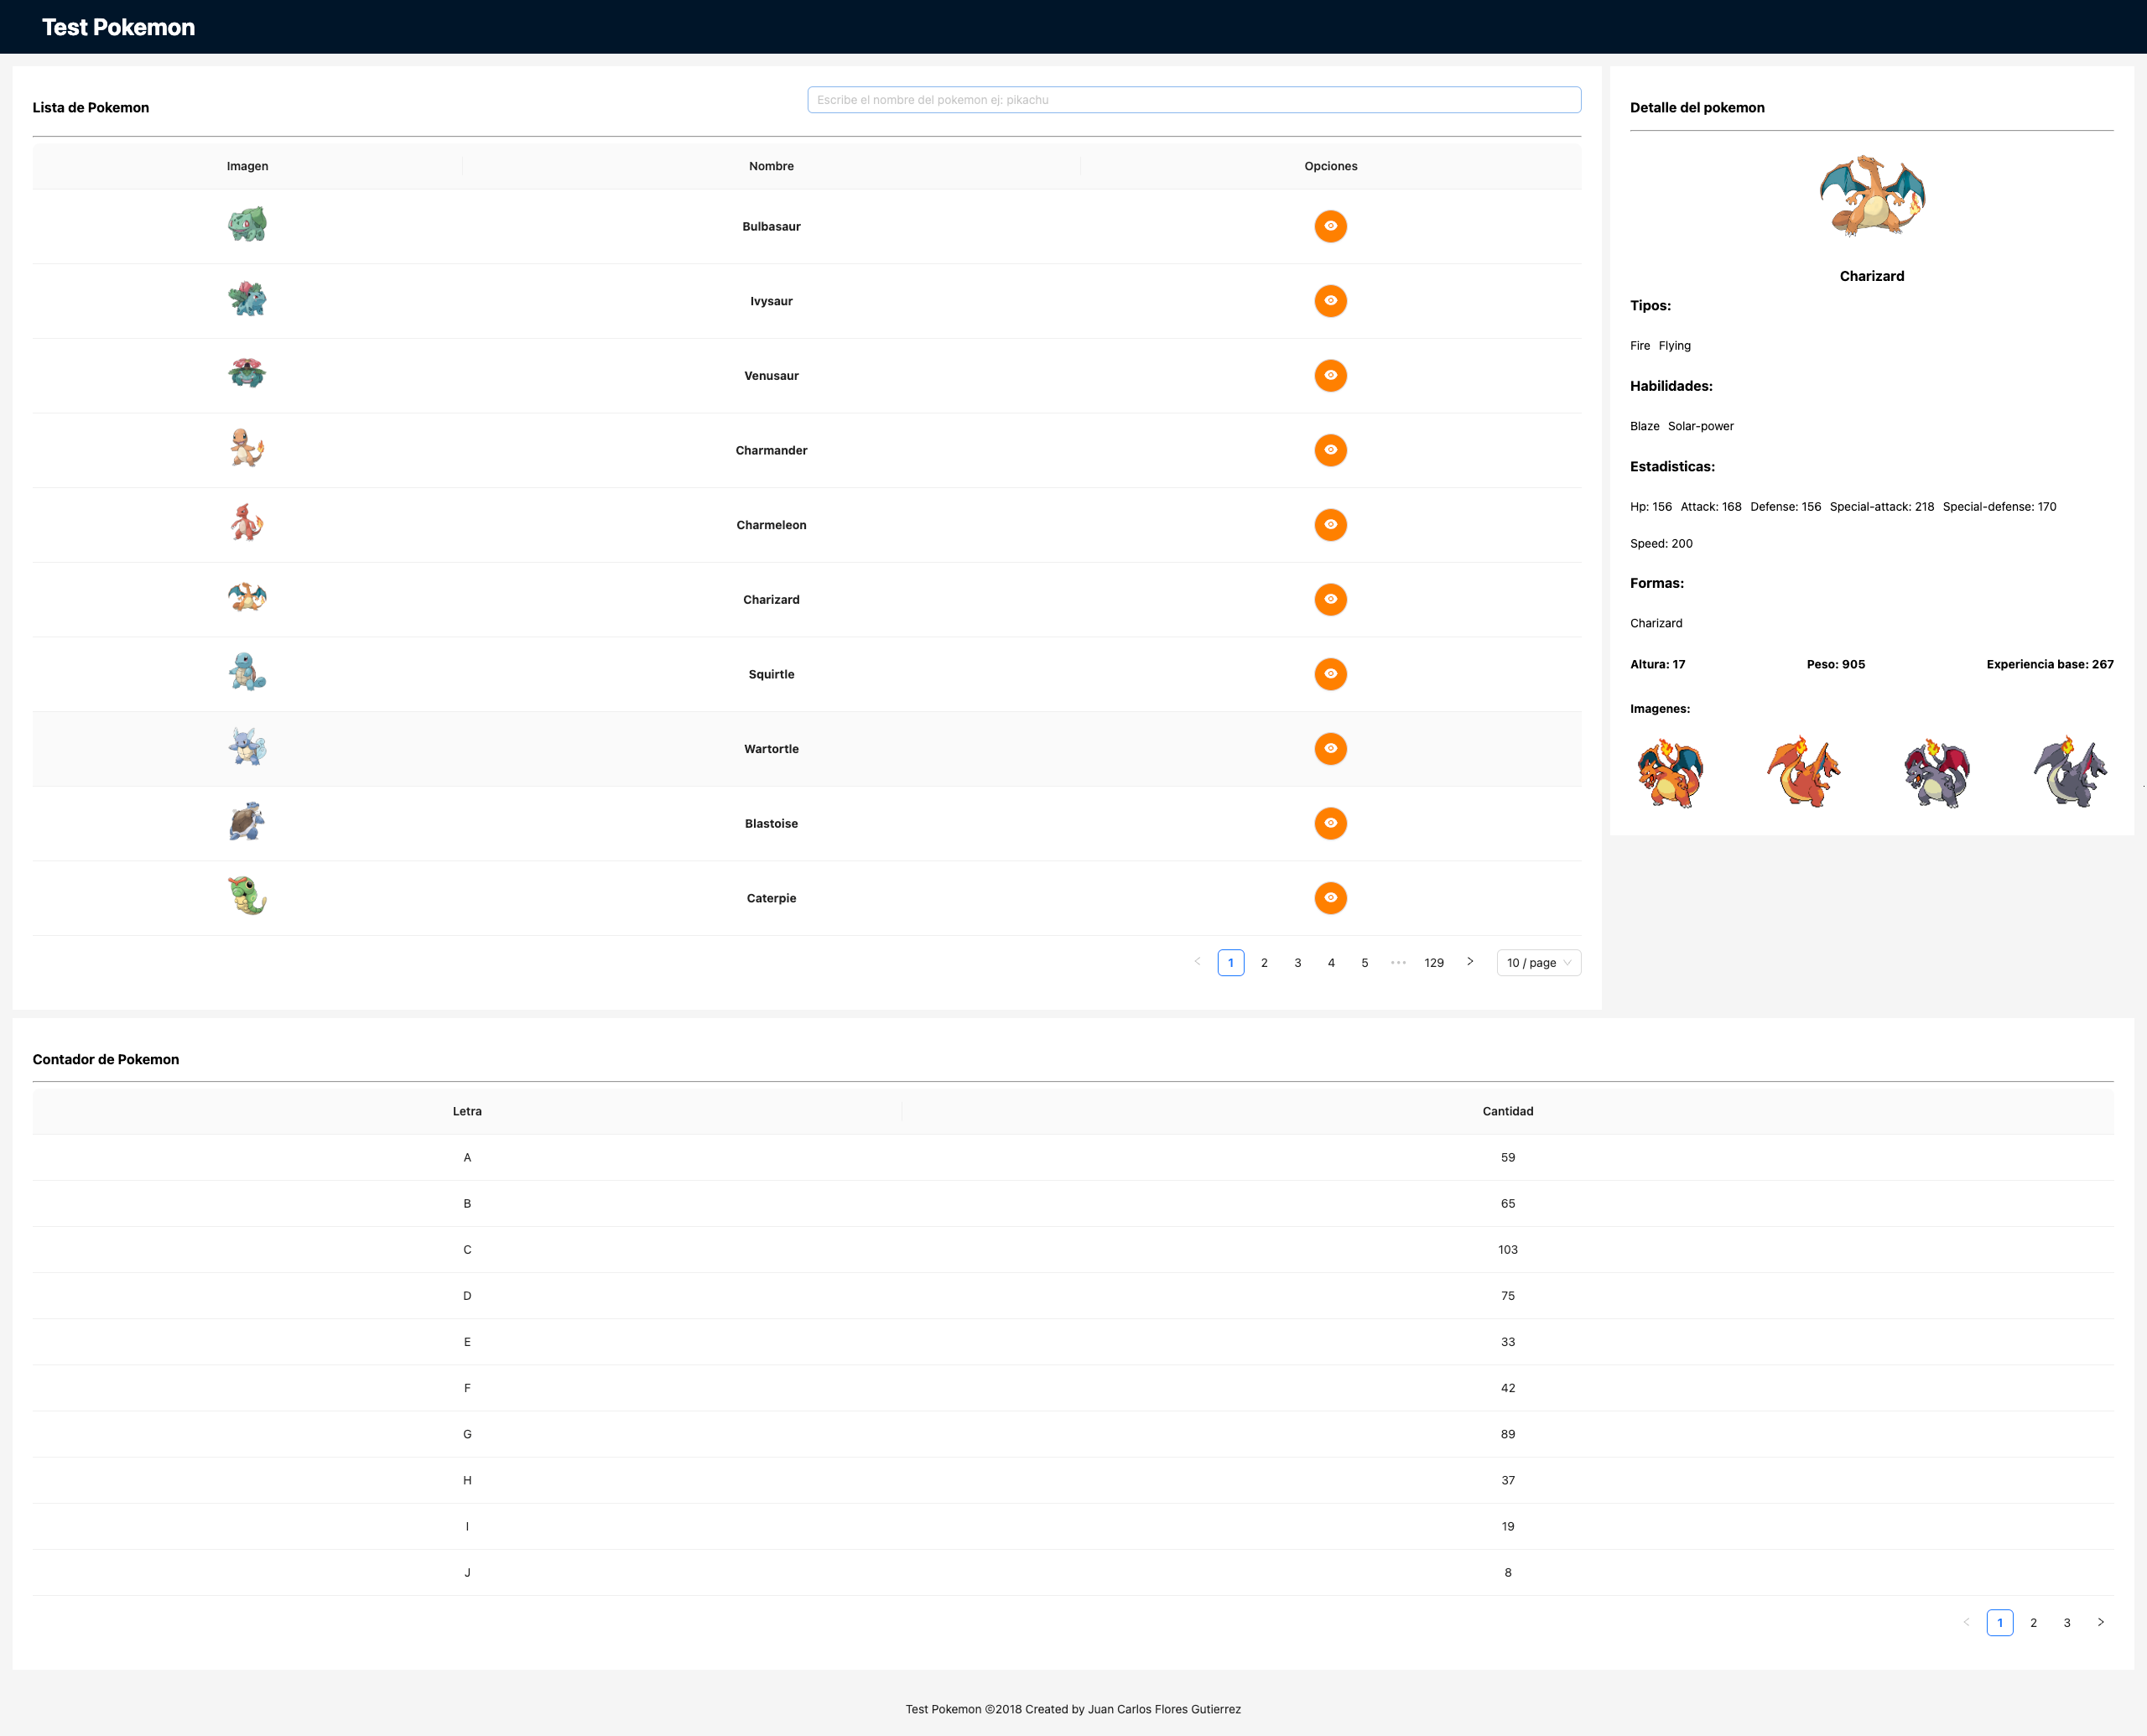 Test Pokemon
Lista de Pokemon
Escribe el nombre del pokemon ej: pikachu
Imagen Nombre Opciones
Bulbasaur
Ivysaur
Venusaur
Charmander
Charmeleon
Charizard
Squirtle
Wartortle
Blastoise
Caterpie
1 2 3 4 5 ••• 129 10 / page
Detalle del pokemon
Charizard
Tipos:
Fire Flying
Habilidades:
Blaze Solar-power
Estadisticas:
Hp: 156 Attack: 168 Defense: 156 Special-attack: 218 Special-defense: 170
Speed: 200
Formas:
Charizard
Altura: 17 Peso: 905 Experiencia base: 267
Imagenes:
Contador de Pokemon
Letra Cantidad
A 59
B 65
C 103
D 75
E 33
F 42
G 89
H 37
I 19
J 8
1 2 3
Test Pokemon ©2018 Created by Juan Carlos Flores Gutierrez